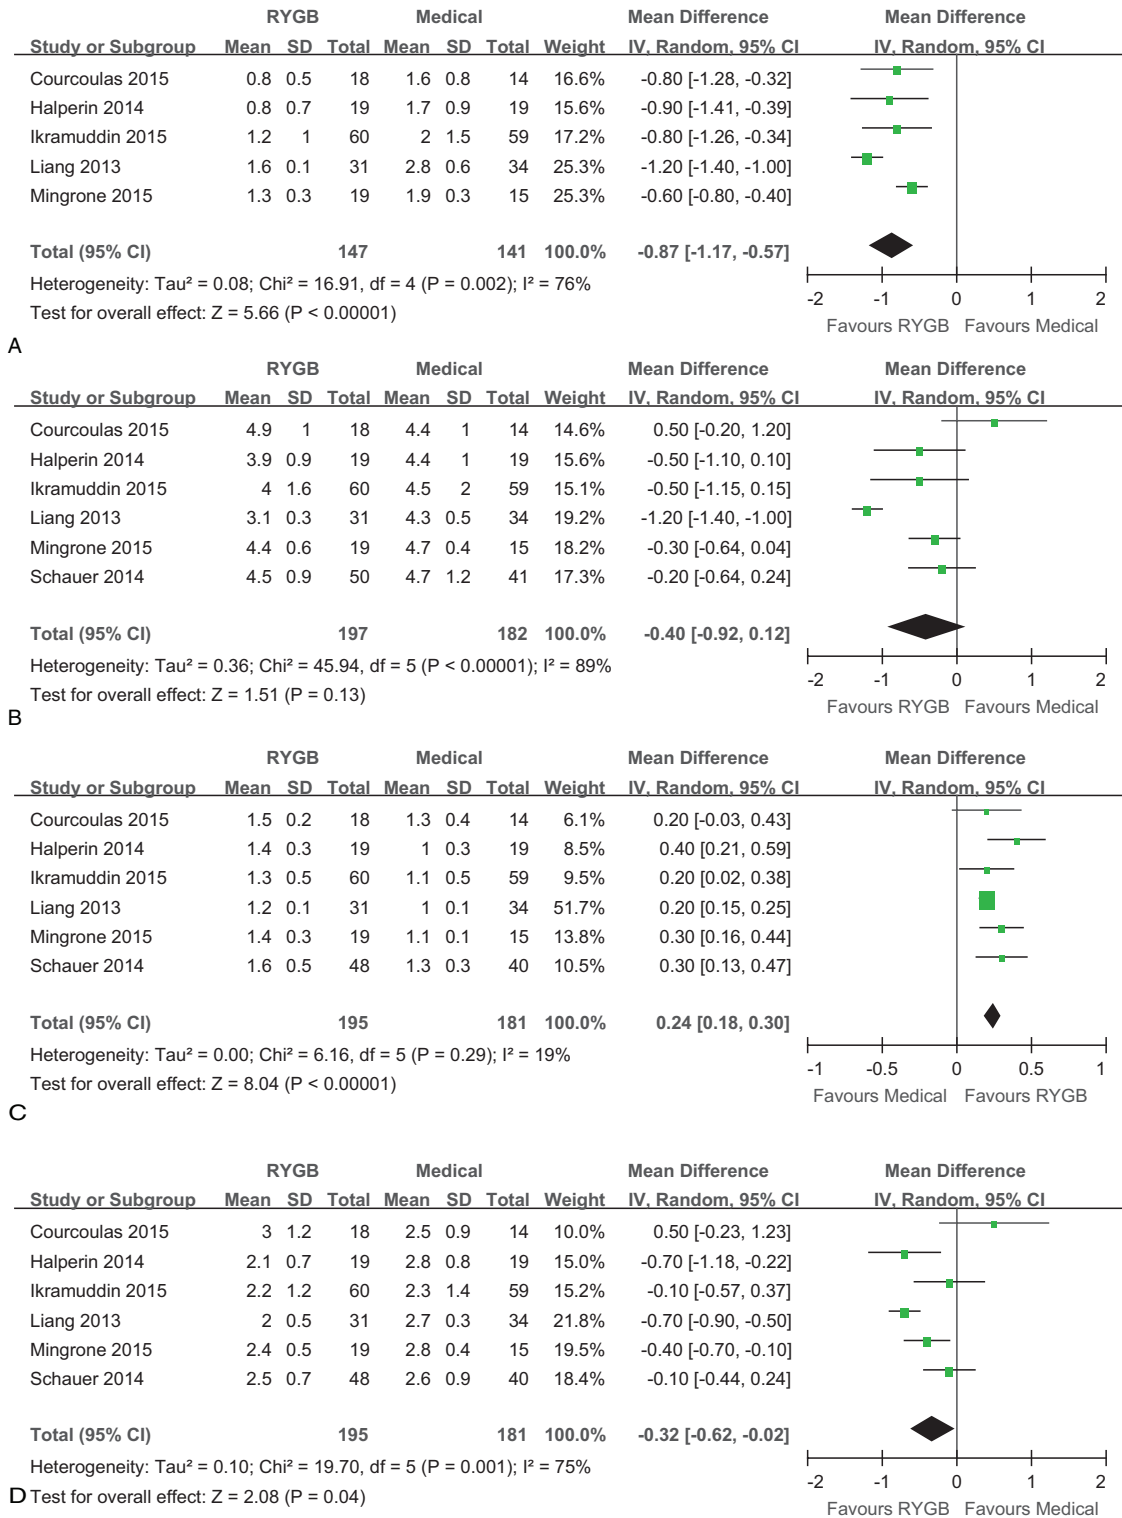 RYGB Medical Mean Difference Mean Difference
Study or Subgroup Mean SD Total Mean SD Total Weight IV, Random, 95% CI IV, Random, 95% CI
Courcoulas 2015 0.8 0.5 18 1.6 0.8 14 16.6% -0.80 [-1.28, -0.32]
Halperin 2014 0.8 0.7 19 1.7 0.9 19 15.6% -0.90 [-1.41, -0.39]
Ikramuddin 2015 1.2 1 60 2 1.5 59 17.2% -0.80 [-1.26, -0.34]
Liang 2013 1.6 0.1 31 2.8 0.6 34 25.3% -1.20 [-1.40, -1.00]
Mingrone 2015 1.3 0.3 19 1.9 0.3 15 25.3% -0.60 [-0.80, -0.40]
Total (95% CI) 147 141 100.0% -0.87 [-1.17, -0.57]
Heterogeneity: Tau² = 0.08; Chi² = 16.91, df = 4 (P = 0.002); I² = 76%
Test for overall effect: Z = 5.66 (P < 0.00001)
-2 -1 0 1 2
Favours RYGB Favours Medical
A
RYGB Medical Mean Difference Mean Difference
Study or Subgroup Mean SD Total Mean SD Total Weight IV, Random, 95% CI IV, Random, 95% CI
Courcoulas 2015 4.9 1 18 4.4 1 14 14.6% 0.50 [-0.20, 1.20]
Halperin 2014 3.9 0.9 19 4.4 1 19 15.6% -0.50 [-1.10, 0.10]
Ikramuddin 2015 4 1.6 60 4.5 2 59 15.1% -0.50 [-1.15, 0.15]
Liang 2013 3.1 0.3 31 4.3 0.5 34 19.2% -1.20 [-1.40, -1.00]
Mingrone 2015 4.4 0.6 19 4.7 0.4 15 18.2% -0.30 [-0.64, 0.04]
Schauer 2014 4.5 0.9 50 4.7 1.2 41 17.3% -0.20 [-0.64, 0.24]
Total (95% CI) 197 182 100.0% -0.40 [-0.92, 0.12]
Heterogeneity: Tau² = 0.36; Chi² = 45.94, df = 5 (P < 0.00001); I² = 89%
Test for overall effect: Z = 1.51 (P = 0.13)
-2 -1 0 1 2
Favours RYGB Favours Medical
B
RYGB Medical Mean Difference Mean Difference
Study or Subgroup Mean SD Total Mean SD Total Weight IV, Random, 95% CI IV, Random, 95% CI
Courcoulas 2015 1.5 0.2 18 1.3 0.4 14 6.1% 0.20 [-0.03, 0.43]
Halperin 2014 1.4 0.3 19 1 0.3 19 8.5% 0.40 [0.21, 0.59]
Ikramuddin 2015 1.3 0.5 60 1.1 0.5 59 9.5% 0.20 [0.02, 0.38]
Liang 2013 1.2 0.1 31 1 0.1 34 51.7% 0.20 [0.15, 0.25]
Mingrone 2015 1.4 0.3 19 1.1 0.1 15 13.8% 0.30 [0.16, 0.44]
Schauer 2014 1.6 0.5 48 1.3 0.3 40 10.5% 0.30 [0.13, 0.47]
Total (95% CI) 195 181 100.0% 0.24 [0.18, 0.30]
Heterogeneity: Tau² = 0.00; Chi² = 6.16, df = 5 (P = 0.29); I² = 19%
Test for overall effect: Z = 8.04 (P < 0.00001)
-1 -0.5 0 0.5 1
Favours Medical Favours RYGB
C
RYGB Medical Mean Difference Mean Difference
Study or Subgroup Mean SD Total Mean SD Total Weight IV, Random, 95% CI IV, Random, 95% CI
Courcoulas 2015 3 1.2 18 2.5 0.9 14 10.0% 0.50 [-0.23, 1.23]
Halperin 2014 2.1 0.7 19 2.8 0.8 19 15.0% -0.70 [-1.18, -0.22]
Ikramuddin 2015 2.2 1.2 60 2.3 1.4 59 15.2% -0.10 [-0.57, 0.37]
Liang 2013 2 0.5 31 2.7 0.3 34 21.8% -0.70 [-0.90, -0.50]
Mingrone 2015 2.4 0.5 19 2.8 0.4 15 19.5% -0.40 [-0.70, -0.10]
Schauer 2014 2.5 0.7 48 2.6 0.9 40 18.4% -0.10 [-0.44, 0.24]
Total (95% CI) 195 181 100.0% -0.32 [-0.62, -0.02]
Heterogeneity: Tau² = 0.10; Chi² = 19.70, df = 5 (P = 0.001); I² = 75%
-2 -1 0 1 2
D Test for overall effect: Z = 2.08 (P = 0.04)
Favours RYGB Favours Medical